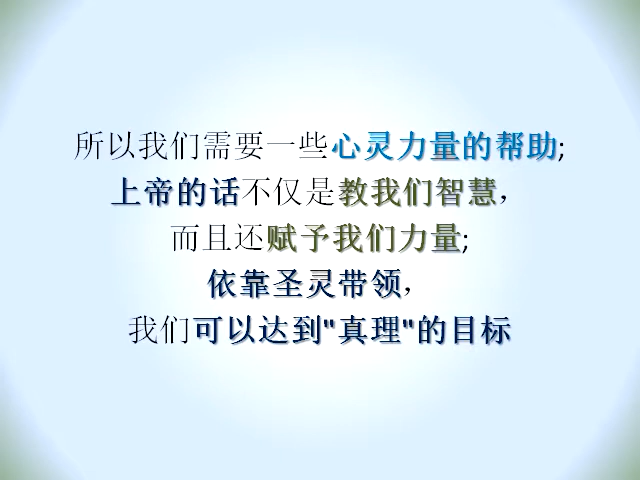 所以我们需要一些心灵力量的帮助;
上帝的话不仅是教我们智慧，
而且还赋予我们力量;
依靠圣灵带领，
我们可以达到"真理"的目标